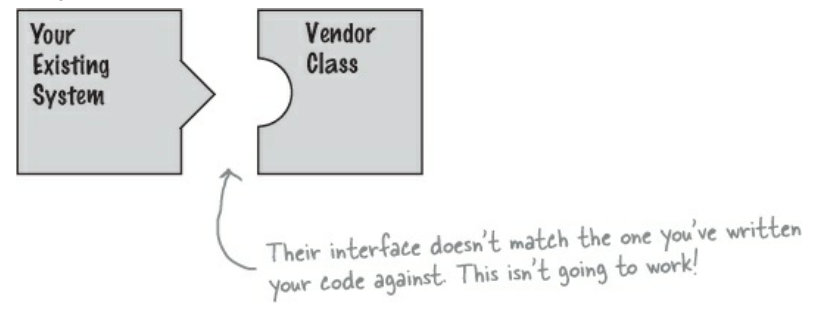 Your
Existing
System
Vendor
Class
Their interface doesn't match the one you've written
your code against. This isn't going to work!